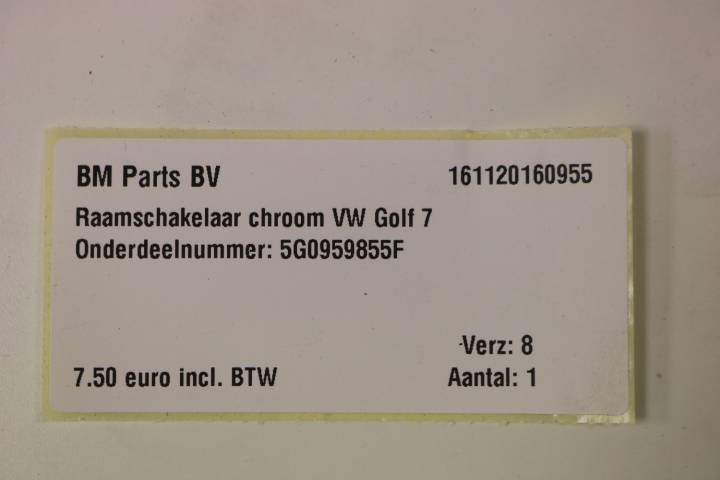 BM Parts BV 161120160955
Raamschakelaar chroom VW Golf 7
Onderdeelnummer: 5G0959855F
Verz: 8
7.50 euro incl. BTW Aantal: 1